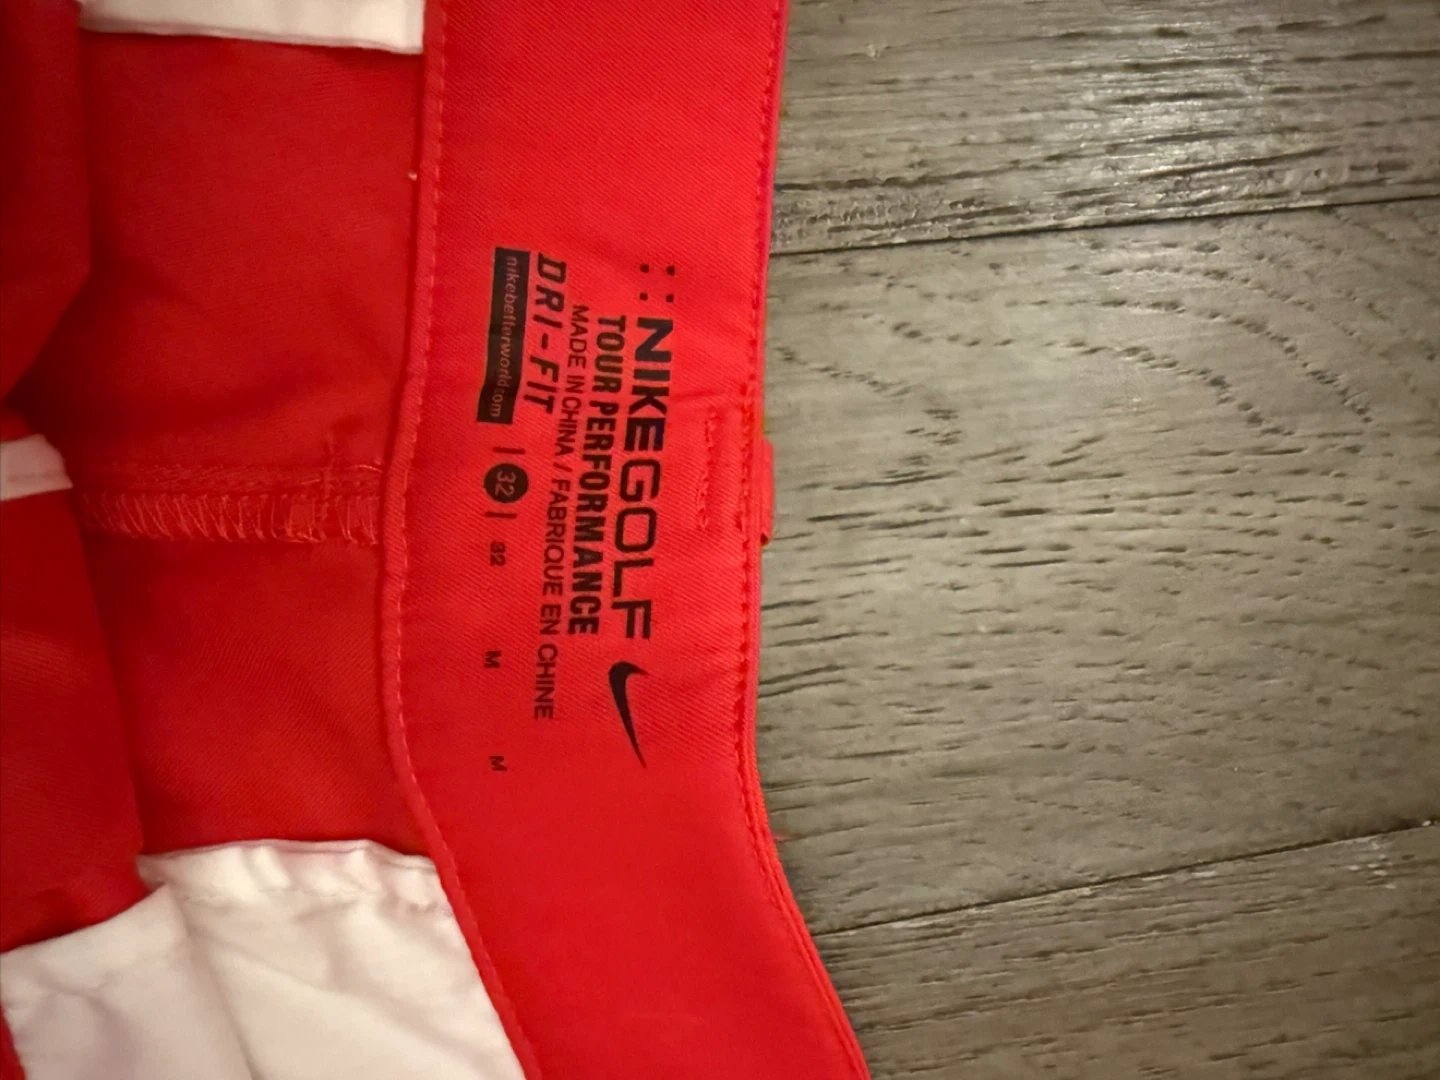 NIKEGOLF
TOUR PERFORMANCE
MADE IN CHINA / FABRIQUE EN CHINE
DRI-FIT
nikebetterworld.com | 32 | 32 M M